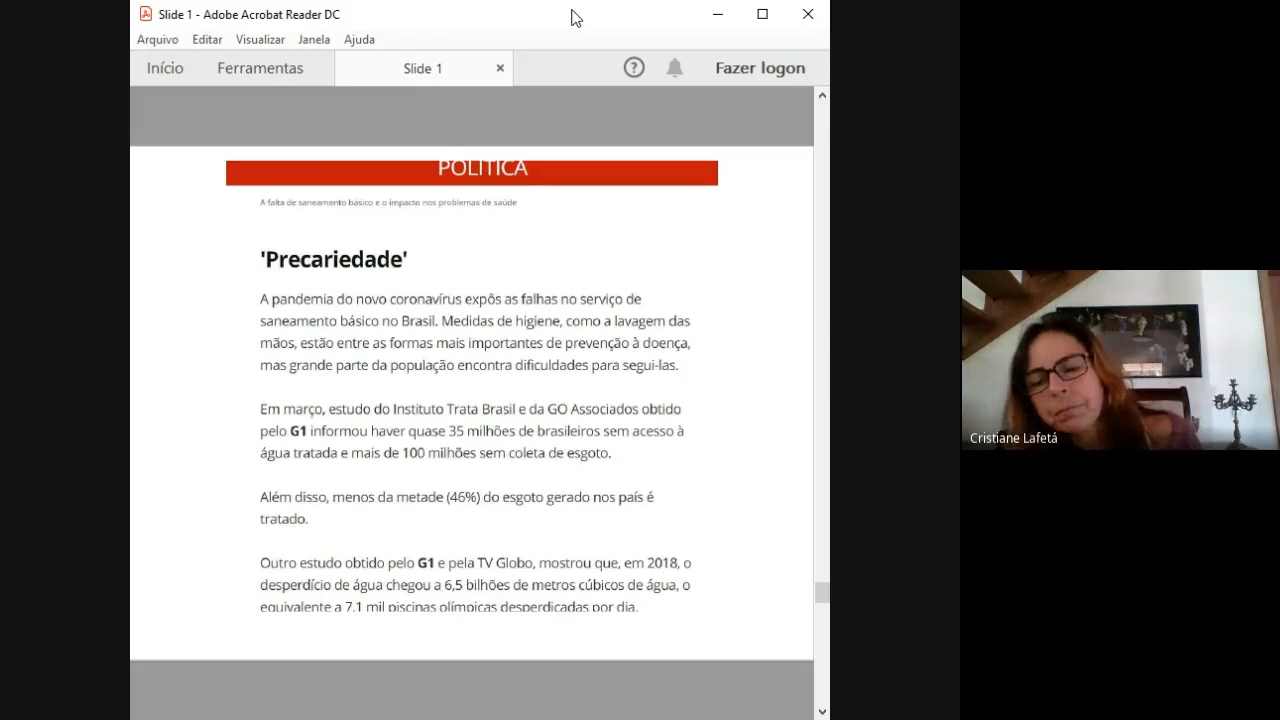 Slide 1 - Adobe Acrobat Reader DC
Arquivo Editar Visualizar Janela Ajuda
Início Ferramentas Slide 1 Fazer logon
POLÍTICA
A falta de saneamento básico e o impacto nos problemas de saúde
'Precariedade'
A pandemia do novo coronavírus expôs as falhas no serviço de
saneamento básico no Brasil. Medidas de higiene, como a lavagem das
mãos, estão entre as formas mais importantes de prevenção à doença,
mas grande parte da população encontra dificuldades para segui-las.
Em março, estudo do Instituto Trata Brasil e da GO Associados obtido
pelo G1 informou haver quase 35 milhões de brasileiros sem acesso à
água tratada e mais de 100 milhões sem coleta de esgoto.
Além disso, menos da metade (46%) do esgoto gerado nos país é
tratado.
Outro estudo obtido pelo G1 e pela TV Globo, mostrou que, em 2018, o
desperdício de água chegou a 6,5 bilhões de metros cúbicos de água, o
equivalente a 7,1 mil piscinas olímpicas desperdiçadas por dia.
Cristiane Lafetá